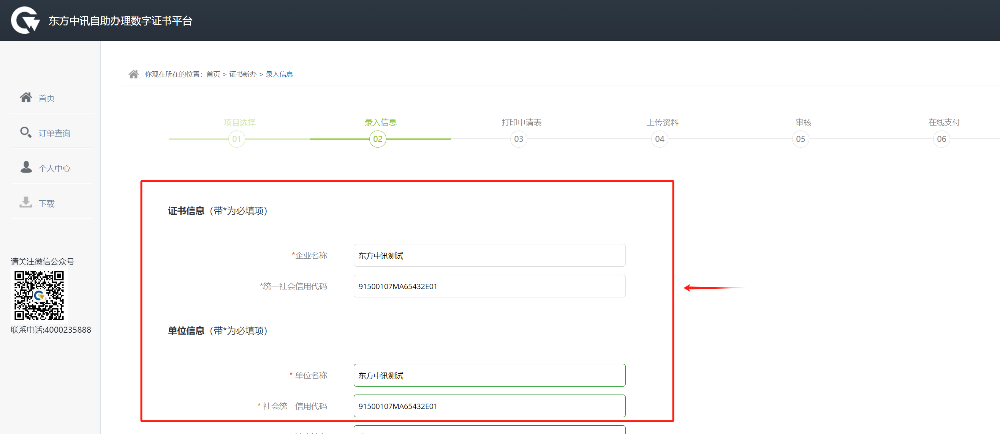 东方中讯自助办理数字证书平台
你现在所在的位置：首页 > 证书新办 > 录入信息
首页
订单查询
个人中心
下载
请关注微信公众号
联系电话:4000235888
项目选择 录入信息 打印申请表 上传资料 审核 在线支付
01 02 03 04 05 06
证书信息（带*为必填项）
*企业名称 东方中讯测试
*统一社会信用代码 91500107MA65432E01
单位信息（带*为必填项）
* 单位名称 东方中讯测试
* 社会统一信用代码 91500107MA65432E01